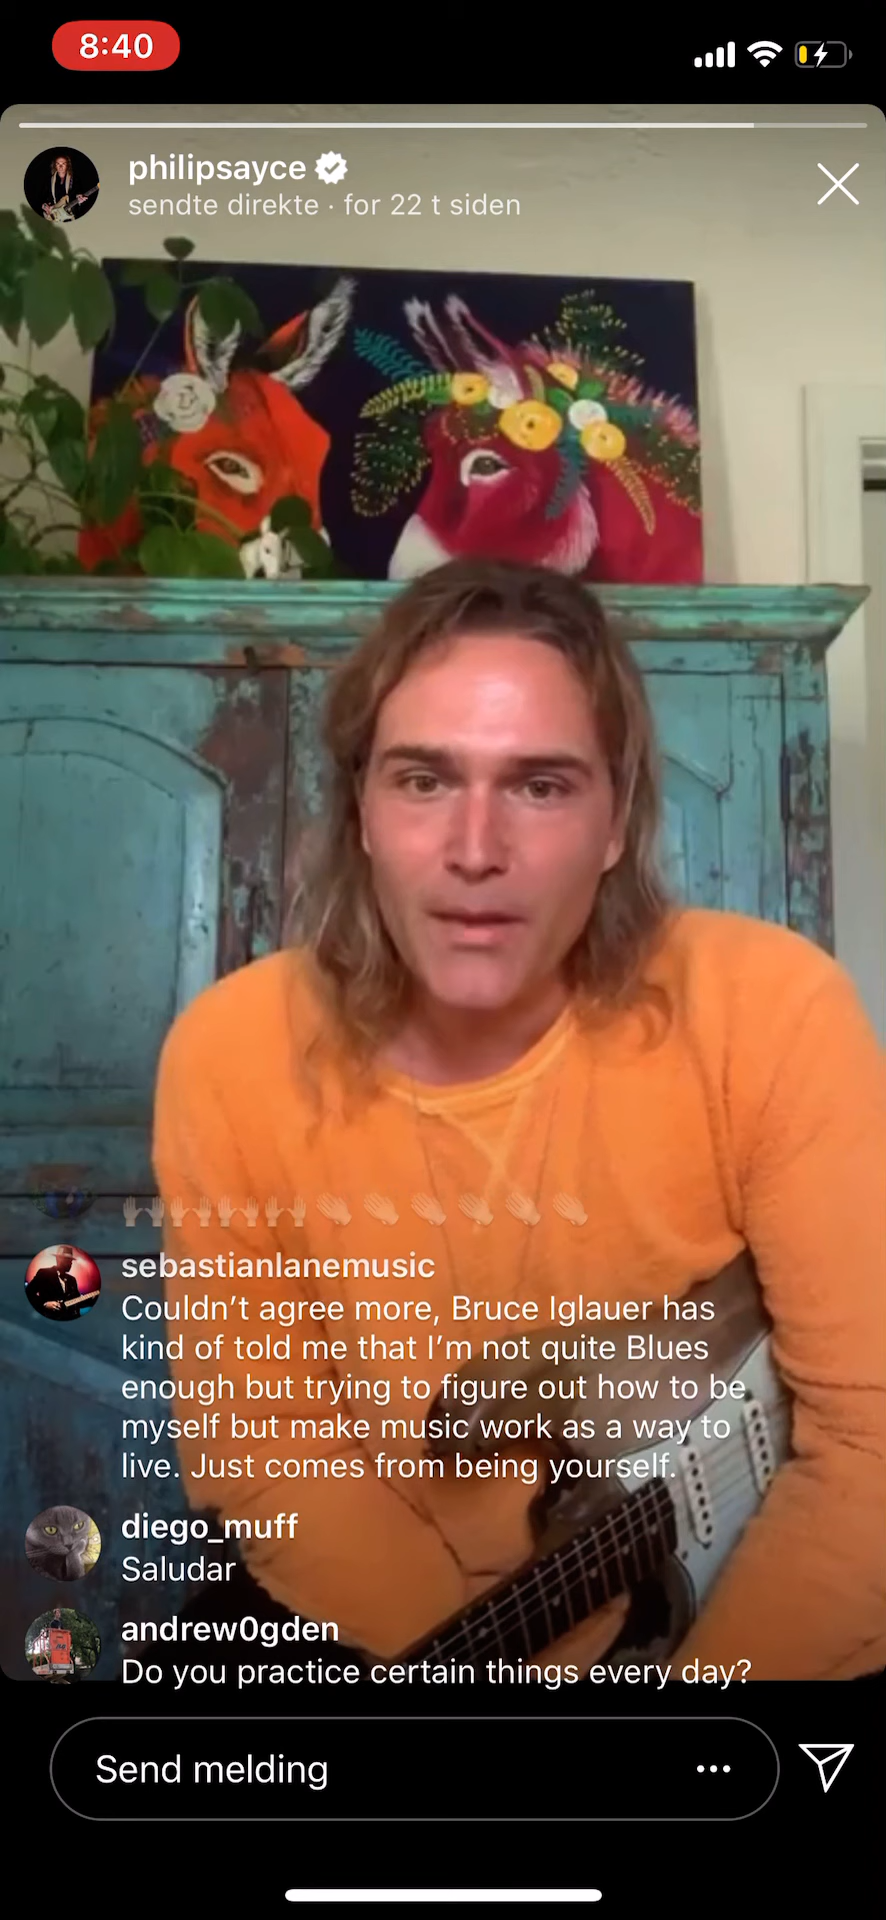 8:40
philipsayce
sendte direkte · for 22 t siden
sebastianlanemusic
Couldn’t agree more, Bruce Iglauer has
kind of told me that I’m not quite Blues
enough but trying to figure out how to be
myself but make music work as a way to
live. Just comes from being yourself.
diego_muff
Saludar
andrew0gden
Do you practice certain things every day?
Send melding